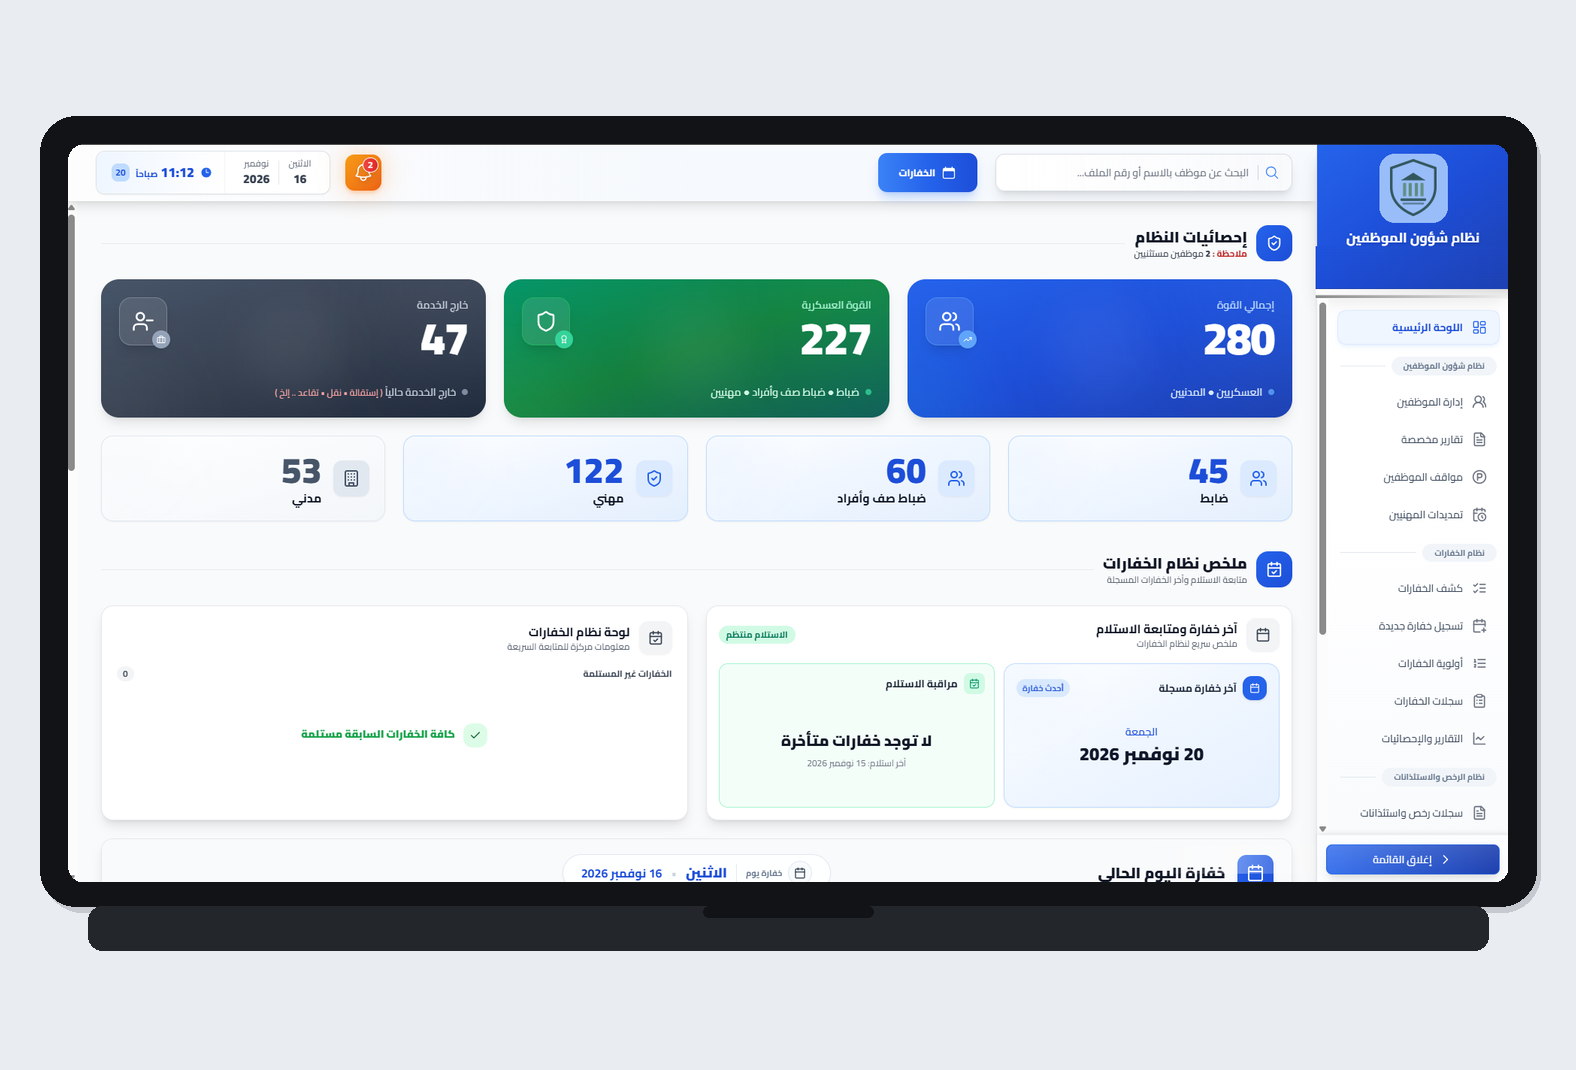 نظام شؤون الموظفين
البحث عن موظف بالاسم أو رقم الملف...
الخفارات
2
الاثنين
16
نوفمبر
2026
11:12 صباحاً
20
اللوحة الرئيسية
نظام شؤون الموظفين
إدارة الموظفين
تقارير مخصصة
مواقف الموظفين
تمديدات المهنيين
نظام الخفارات
كشف الخفارات
تسجيل خفارة جديدة
أولوية الخفارات
سجلات الخفارات
التقارير والإحصائيات
نظام الرخص والاستئذانات
سجلات رخص واستئذانات
إغلاق القائمة
إحصائيات النظام
ملاحظة : 2 موظفين مستثنيين
إجمالي القوة
280
العسكريين • المدنيين
القوة العسكرية
227
ضباط • ضباط صف وأفراد • مهنيين
خارج الخدمة
47
خارج الخدمة حالياً ( إستقالة • نقل • تقاعد .. إلخ )
45
ضابط
60
ضباط صف وأفراد
122
مهني
53
مدني
ملخص نظام الخفارات
متابعة الاستلام وآخر الخفارات المسجلة
آخر خفارة ومتابعة الاستلام
ملخص سريع لنظام الخفارات
الاستلام منتظم
آخر خفارة مسجلة
أحدث خفارة
الجمعة
20 نوفمبر 2026
مراقبة الاستلام
لا توجد خفارات متأخرة
آخر استلام: 15 نوفمبر 2026
لوحة نظام الخفارات
معلومات مركزة للمتابعة السريعة
الخفارات غير المستلمة
0
كافة الخفارات السابقة مستلمة
خفارة اليوم الحالي
خفارة يوم
الاثنين • 16 نوفمبر 2026